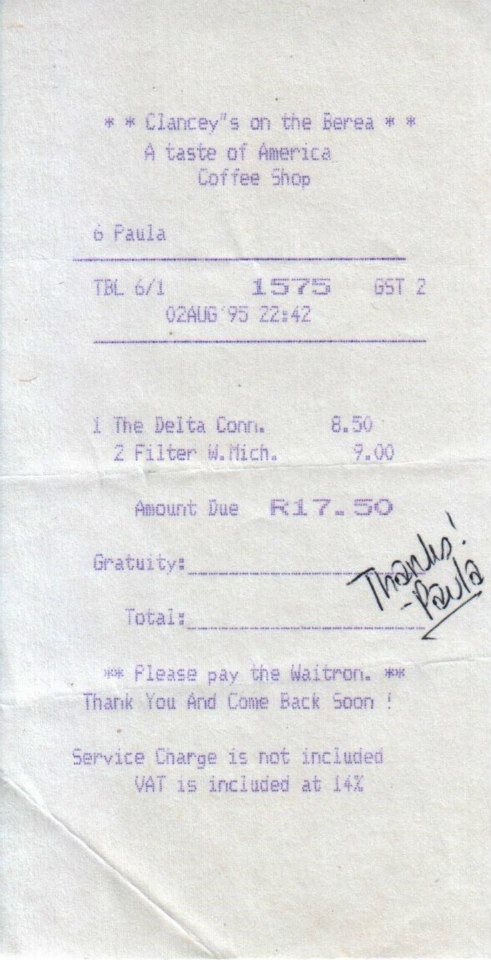 * * Clancey"s on the Berea * *
A taste of America
Coffee Shop
6 Paula
TBL 6/1 1575 GST 2
02AUG'95 22:42
1 The Delta Conn. 8.50
2 Filter W.Mich. 9.00
Amount Due R17.50
Gratuity:
Total:
Thanks!
-Paula
** Please pay the Waitron. **
Thank You And Come Back Soon !
Service Charge is not included
VAT is included at 14%